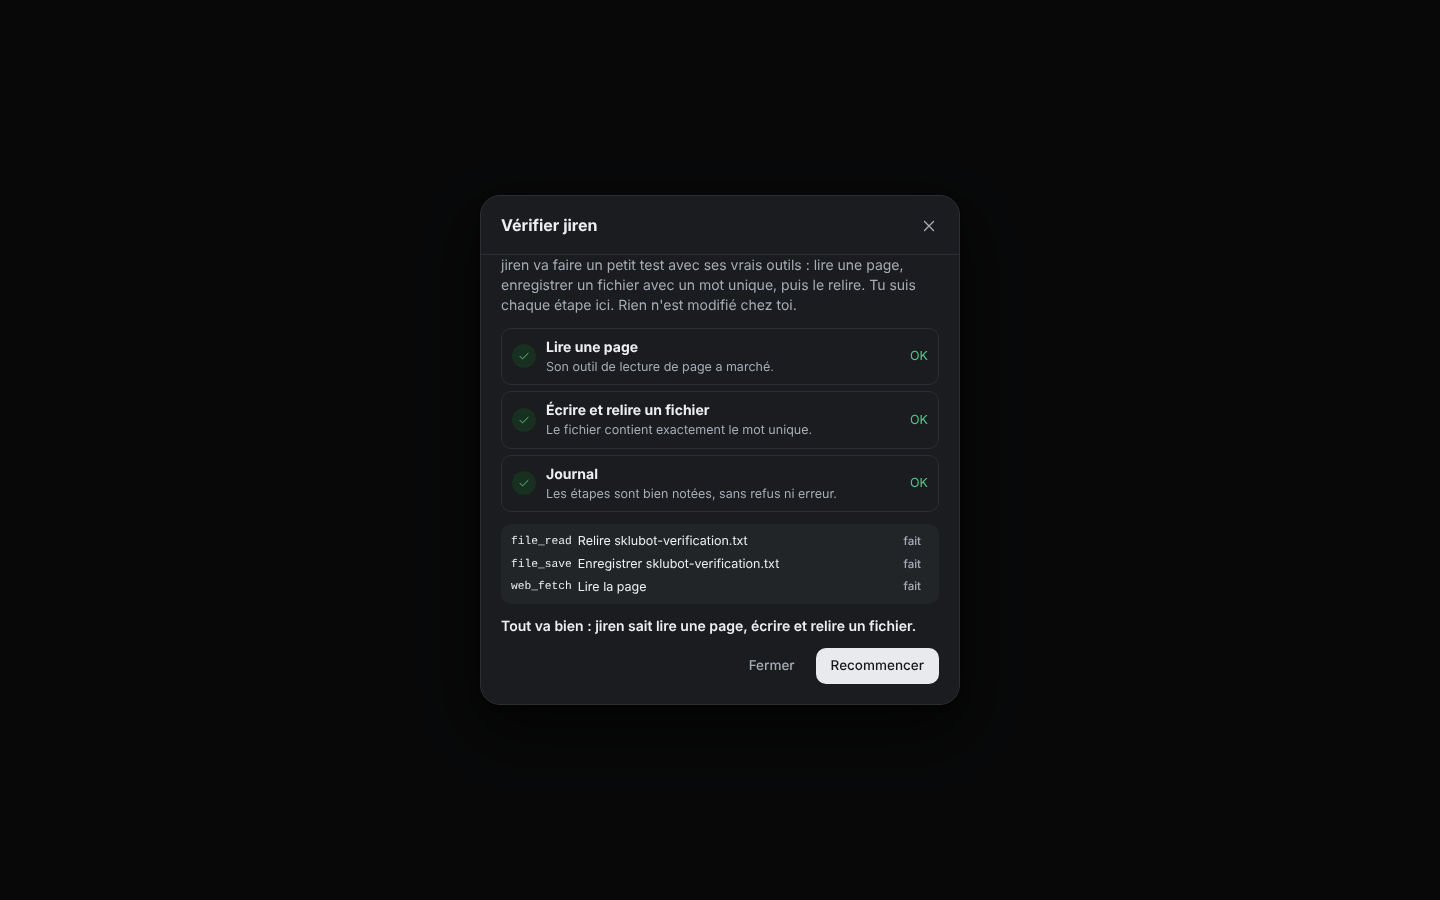 Vérifier jiren
jiren va faire un petit test avec ses vrais outils : lire une page,
enregistrer un fichier avec un mot unique, puis le relire. Tu suis
chaque étape ici. Rien n'est modifié chez toi.
Lire une page
Son outil de lecture de page a marché.
OK
Écrire et relire un fichier
Le fichier contient exactement le mot unique.
OK
Journal
Les étapes sont bien notées, sans refus ni erreur.
OK
file_read Relire sklubot-verification.txt fait
file_save Enregistrer sklubot-verification.txt fait
web_fetch Lire la page fait
Tout va bien : jiren sait lire une page, écrire et relire un fichier.
Fermer Recommencer